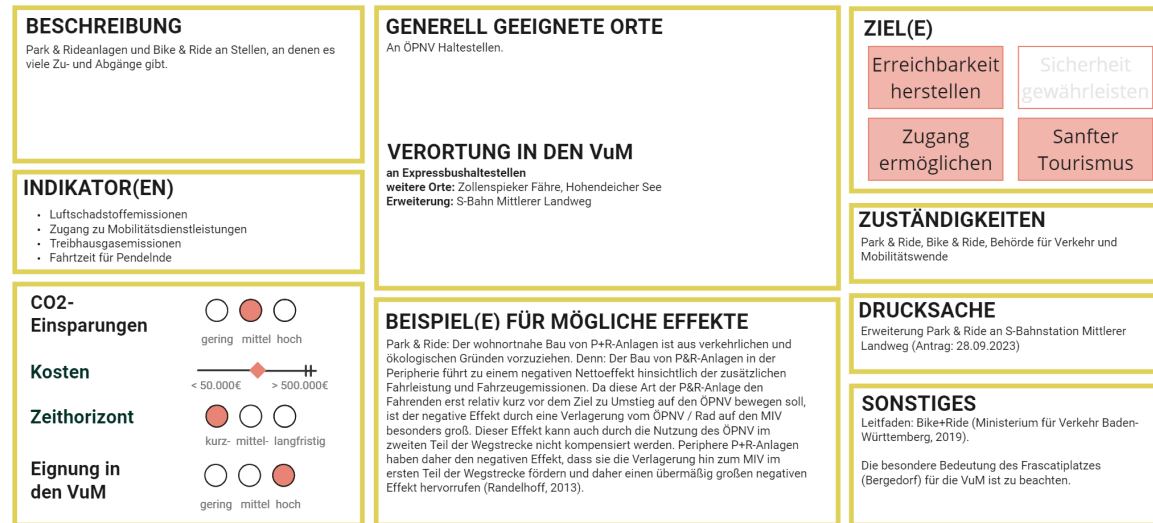 BESCHREIBUNG
Park & Rideanlagen und Bike & Ride an Stellen, an denen es
viele Zu- und Abgänge gibt.
INDIKATOR(EN)
• Luftschadstoffemissionen
• Zugang zu Mobilitätsdienstleistungen
• Treibhausgasemissionen
• Fahrtzeit für Pendelnde
CO2-
Einsparungen
gering mittel hoch
Kosten
< 50.000€ > 500.000€
Zeithorizont
kurz- mittel- langfristig
Eignung in
den VuM
gering mittel hoch
GENERELL GEEIGNETE ORTE
An ÖPNV Haltestellen.
VERORTUNG IN DEN VuM
an Expressbushaltestellen
weitere Orte: Zollenspieker Fähre, Hohendeicher See
Erweiterung: S-Bahn Mittlerer Landweg
BEISPIEL(E) FÜR MÖGLICHE EFFEKTE
Park & Ride: Der wohnortnahe Bau von P+R-Anlagen ist aus verkehrlichen und
ökologischen Gründen vorzuziehen. Denn: Der Bau von P&R-Anlagen in der
Peripherie führt zu einem negativen Nettoeffekt hinsichtlich der zusätzlichen
Fahrleistung und Fahrzeugemissionen. Da diese Art der P&R-Anlage den
Fahrenden erst relativ kurz vor dem Ziel zu Umstieg auf den ÖPNV bewegen soll,
ist der negative Effekt durch eine Verlagerung vom ÖPNV / Rad auf den MIV
besonders groß. Dieser Effekt kann auch durch die Nutzung des ÖPNV im
zweiten Teil der Wegstrecke nicht kompensiert werden. Periphere P+R-Anlagen
haben daher den negativen Effekt, dass sie die Verlagerung hin zum MIV im
ersten Teil der Wegstrecke fördern und daher einen übermäßig großen negativen
Effekt hervorrufen (Randelhoff, 2013).
ZIEL(E)
Erreichbarkeit
herstellen
Sicherheit
gewährleisten
Zugang
ermöglichen
Sanfter
Tourismus
ZUSTÄNDIGKEITEN
Park & Ride, Bike & Ride, Behörde für Verkehr und
Mobilitätswende
DRUCKSACHE
Erweiterung Park & Ride an S-Bahnstation Mittlerer
Landweg (Antrag: 28.09.2023)
SONSTIGES
Leitfaden: Bike+Ride (Ministerium für Verkehr Baden-
Württemberg, 2019).
Die besondere Bedeutung des Frascatiplatzes
(Bergedorf) für die VuM ist zu beachten.